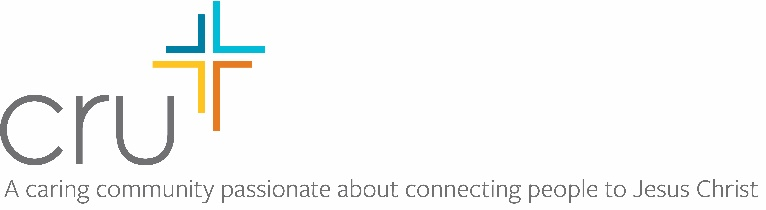 cru
A caring community passionate about connecting people to Jesus Christ